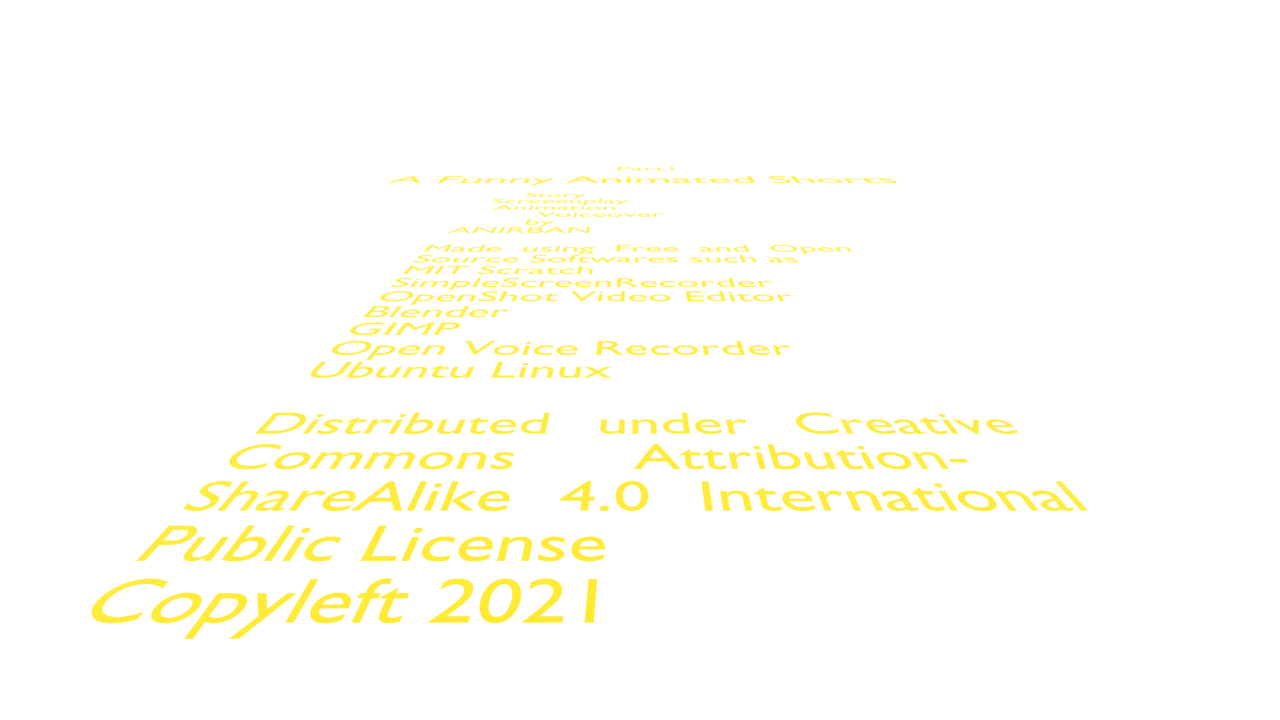 Part1
A Funny Animated Shorts
Story
Screeenplay
Animation
Voiceover
by
ANIRBAN
Made using Free and Open
Source Softwares such as
MIT Scratch
SimpleScreenRecorder
OpenShot Video Editor
Blender
GIMP
Open Voice Recorder
Ubuntu Linux
Distributed under Creative
Commons Attribution-
ShareAlike 4.0 International
Public License
Copyleft 2021